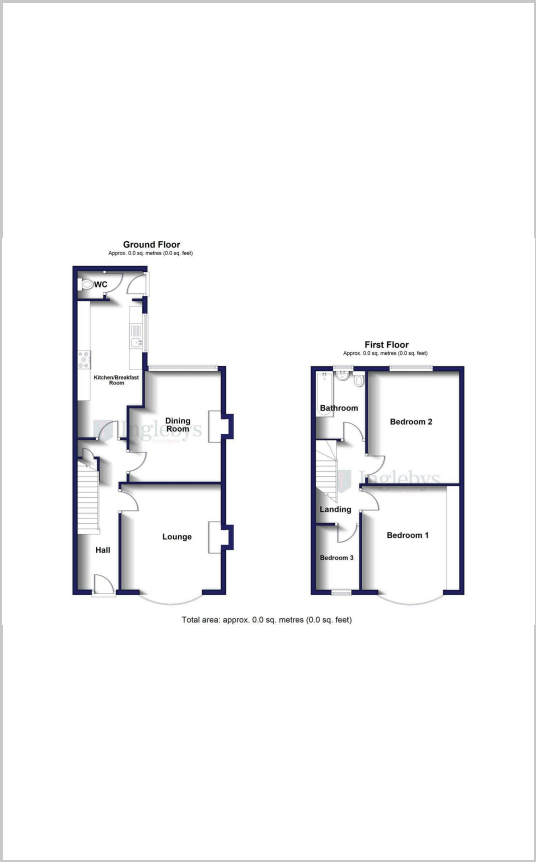 Ground Floor
Approx. 0.0 sq. metres (0.0 sq. feet)
WC
Kitchen/Breakfast
Room
Dining
Room
Inglebys
Lounge
Hall
First Floor
Approx. 0.0 sq. metres (0.0 sq. feet)
Bathroom
Bedroom 2
Inglebys
Landing
Bedroom 1
Bedroom 3
Total area: approx. 0.0 sq. metres (0.0 sq. feet)